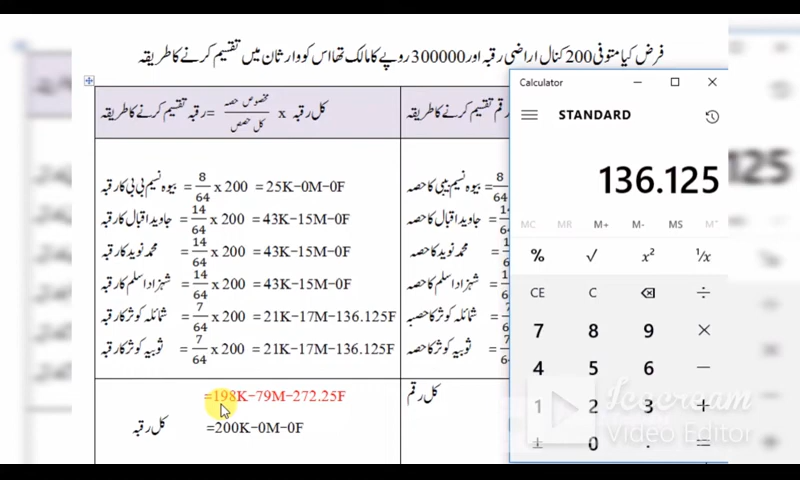 فرض کیا متوفی 200 کنال اراضی رقبہ اور 300000 روپے کا مالک تھا اس کو وارثان میں تقسیم کرنے کا طریقہ
رقبہ تقسیم کرنے کا طریقہ = مخصوص حصہ / کل حصص x کل رقبہ
رقم تقسیم کرنے کا طریقہ
بیوہ نسیم بی بی کا رقبہ = 8/64 x 200 = 25K-0M-0F
جاوید اقبال کا رقبہ = 14/64 x 200 = 43K-15M-0F
محمد نوید کا رقبہ = 14/64 x 200 = 43K-15M-0F
شہزاد اسلم کا رقبہ = 14/64 x 200 = 43K-15M-0F
شمائلہ کوثر کا رقبہ = 7/64 x 200 = 21K-17M-136.125F
ثوبیہ کوثر کا رقبہ = 7/64 x 200 = 21K-17M-136.125F
=198K-79M-272.25F
کل رقبہ =200K-0M-0F
بیوہ نسیم بی بی کا حصہ =8
جاوید اقبال کا حصہ =
محمد نوید کا حصہ =
شہزاد اسلم کا حصہ =
شمائلہ کوثر کا حصہ =
ثوبیہ کوثر کا حصہ =
کل رقم
Calculator
STANDARD
136.125
MC MR M+ M- MS M˅
% √ x² ¹/x
CE C ÷
7 8 9 ×
4 5 6 −
1 2 3 +
± 0 . =
Icecream
Video Editor